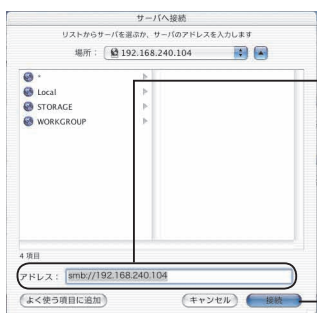 サーバへ接続
リストからサーバを選ぶか、サーバのアドレスを入力します
場所： 192.168.240.104
*
Local
STORAGE
WORKGROUP
4 項目
アドレス： smb://192.168.240.104
よく使う項目に追加 キャンセル 接続